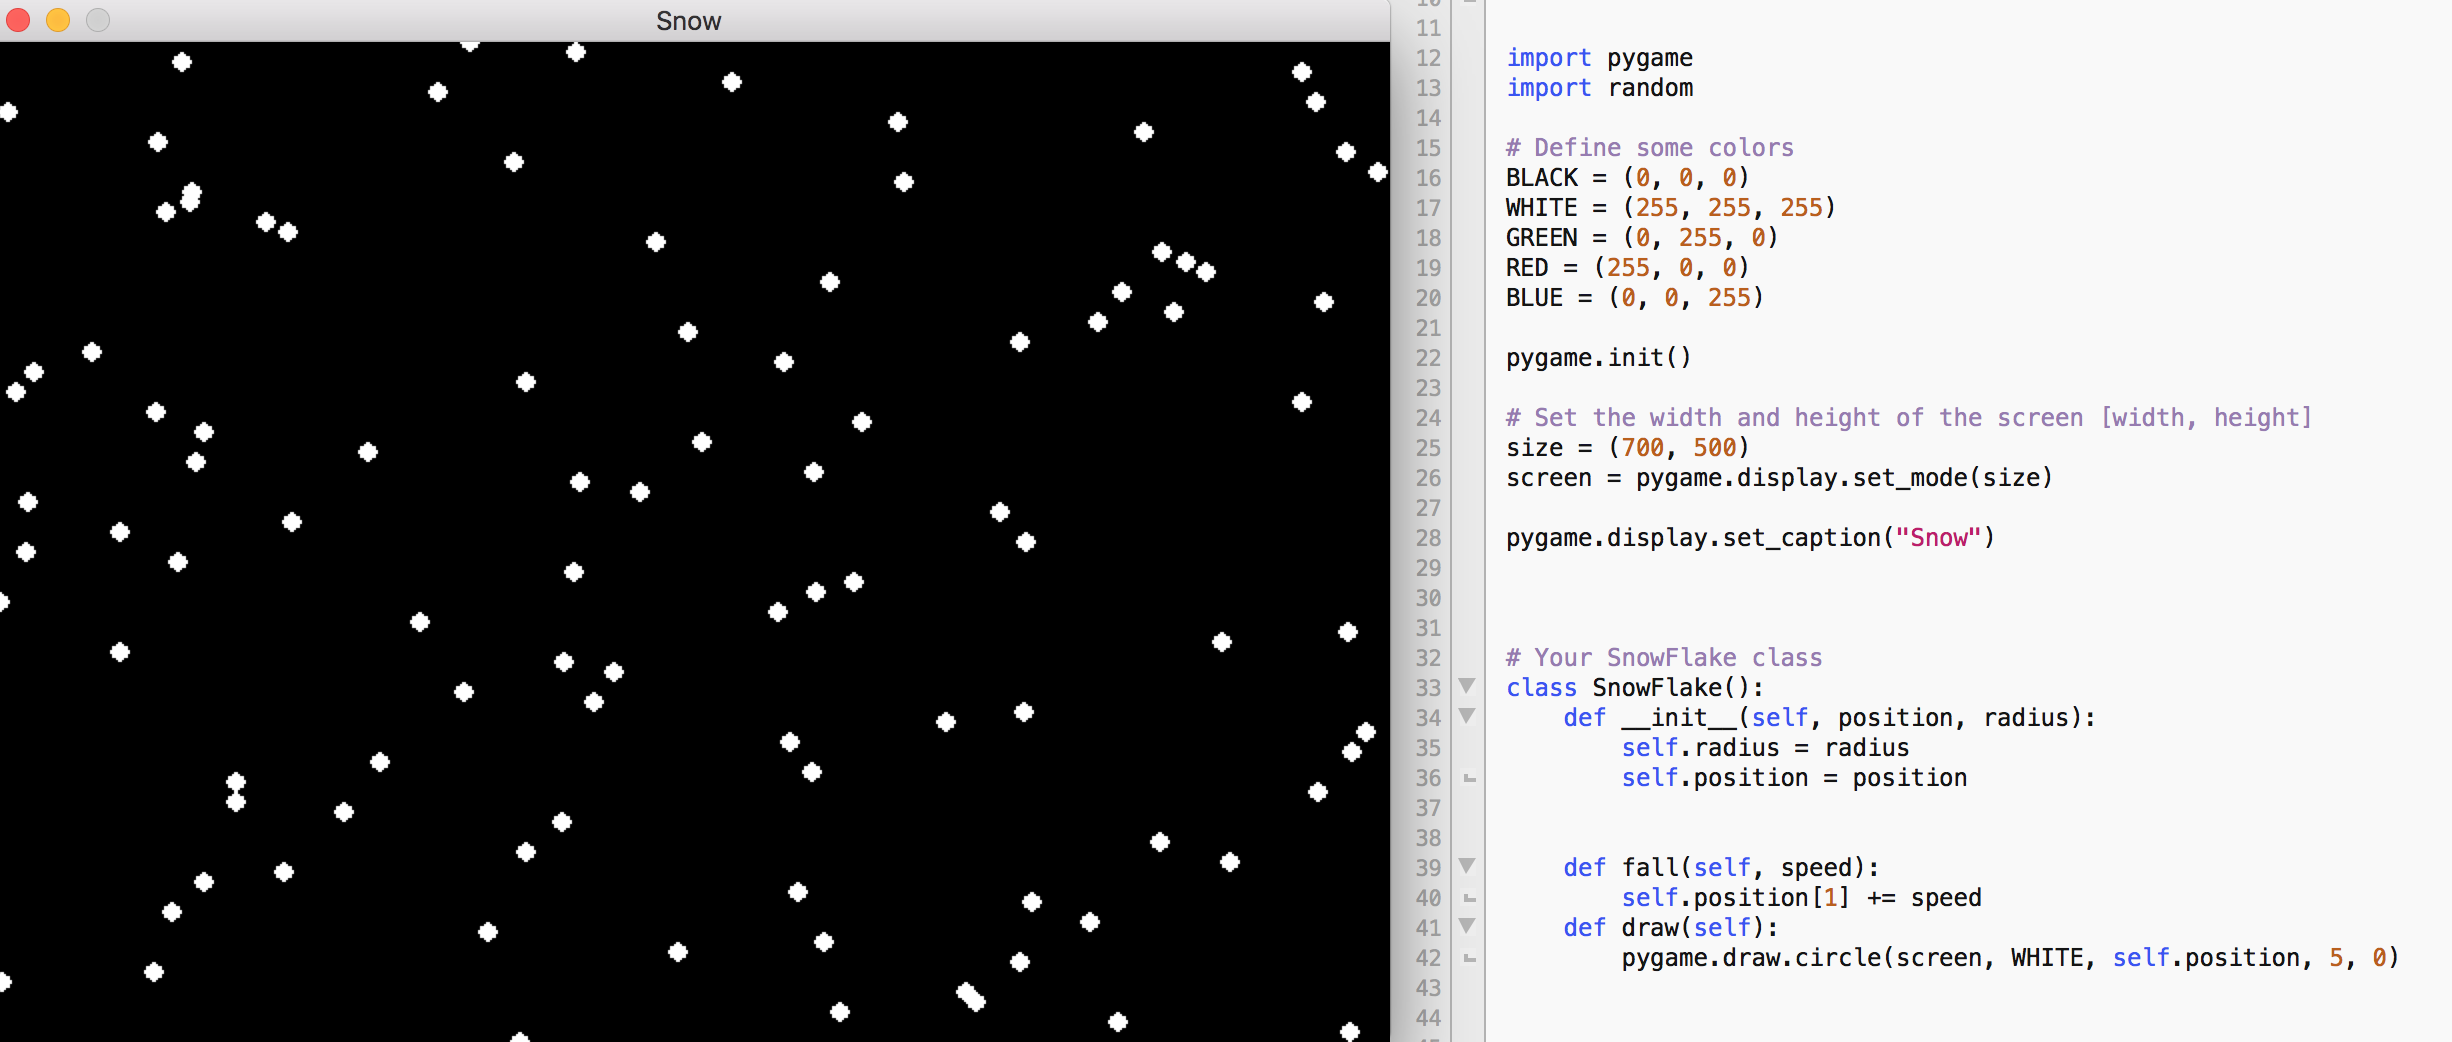 Snow
10
11
12 import pygame
13 import random
14
15 # Define some colors
16 BLACK = (0, 0, 0)
17 WHITE = (255, 255, 255)
18 GREEN = (0, 255, 0)
19 RED = (255, 0, 0)
20 BLUE = (0, 0, 255)
21
22 pygame.init()
23
24 # Set the width and height of the screen [width, height]
25 size = (700, 500)
26 screen = pygame.display.set_mode(size)
27
28 pygame.display.set_caption("Snow")
29
30
31
32 # Your SnowFlake class
33 class SnowFlake():
34     def __init__(self, position, radius):
35         self.radius = radius
36         self.position = position
37
38
39     def fall(self, speed):
40         self.position[1] += speed
41     def draw(self):
42         pygame.draw.circle(screen, WHITE, self.position, 5, 0)
43
44